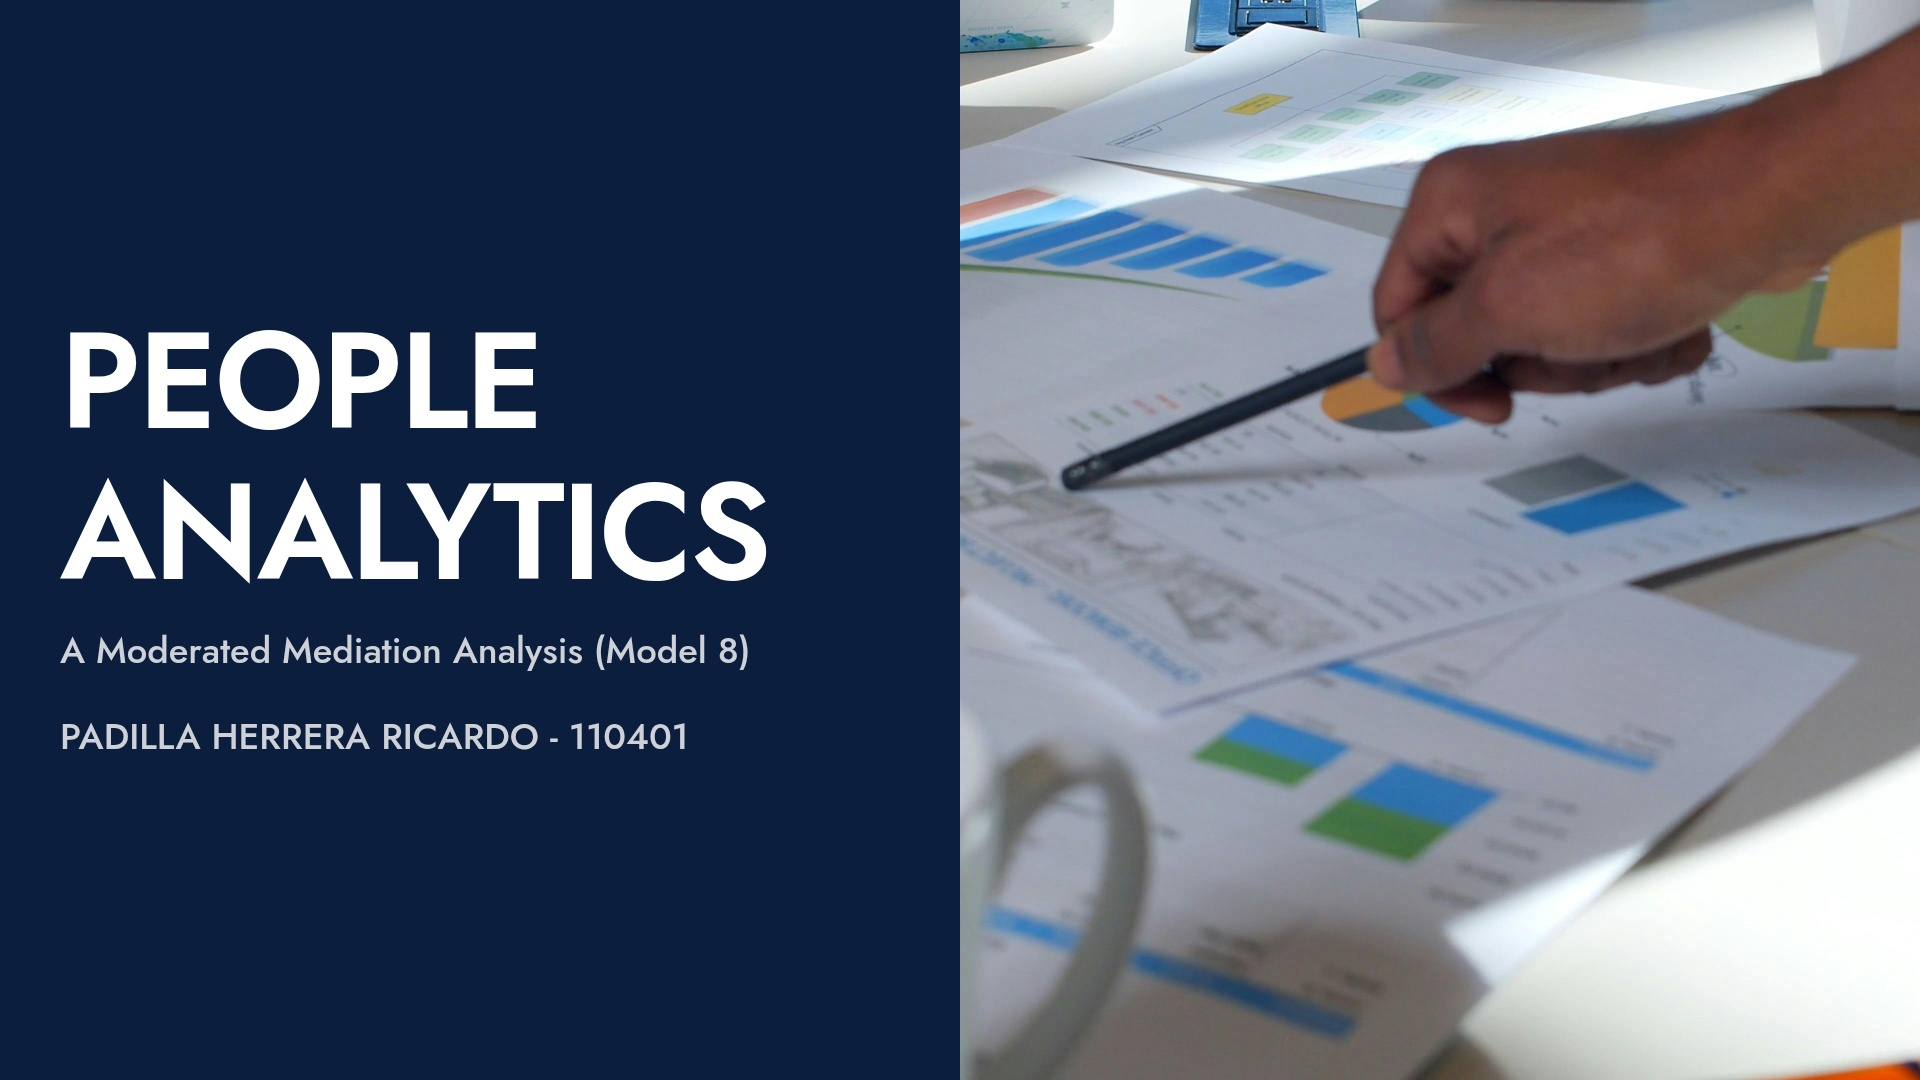 PEOPLE
ANALYTICS
A Moderated Mediation Analysis (Model 8)
PADILLA HERRERA RICARDO - 110401